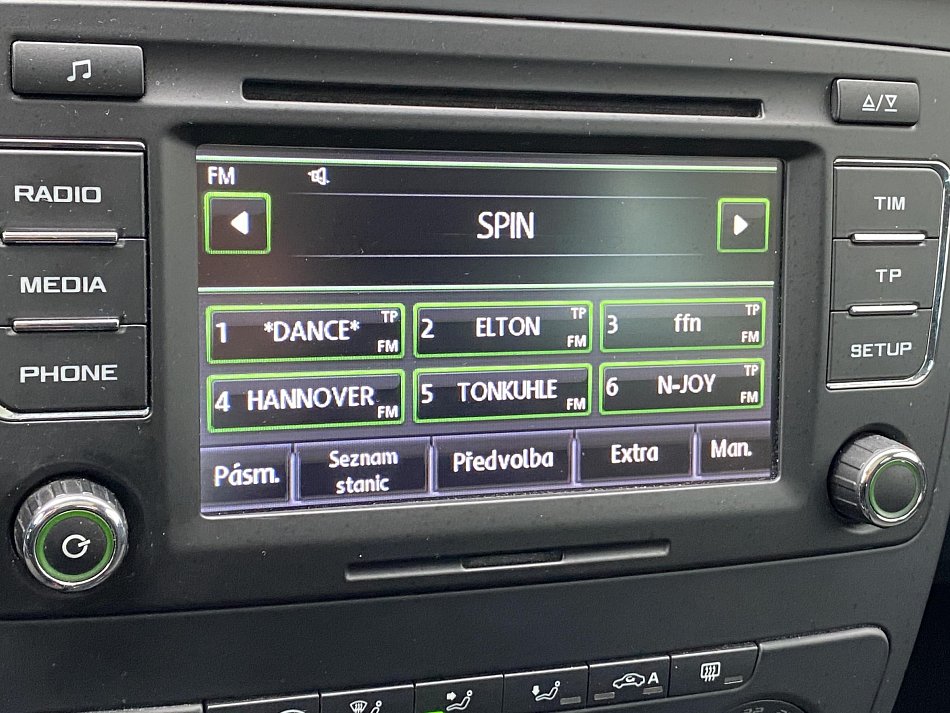 RADIO
MEDIA
PHONE
FM
SPIN
1 *DANCE* TP FM
2 ELTON TP FM
3 ffn TP FM
4 HANNOVER FM
5 TONKUHLE FM
6 N-JOY TP FM
Pásm.
Seznam
stanic
Předvolba
Extra
Man.
TIM
TP
SETUP
A